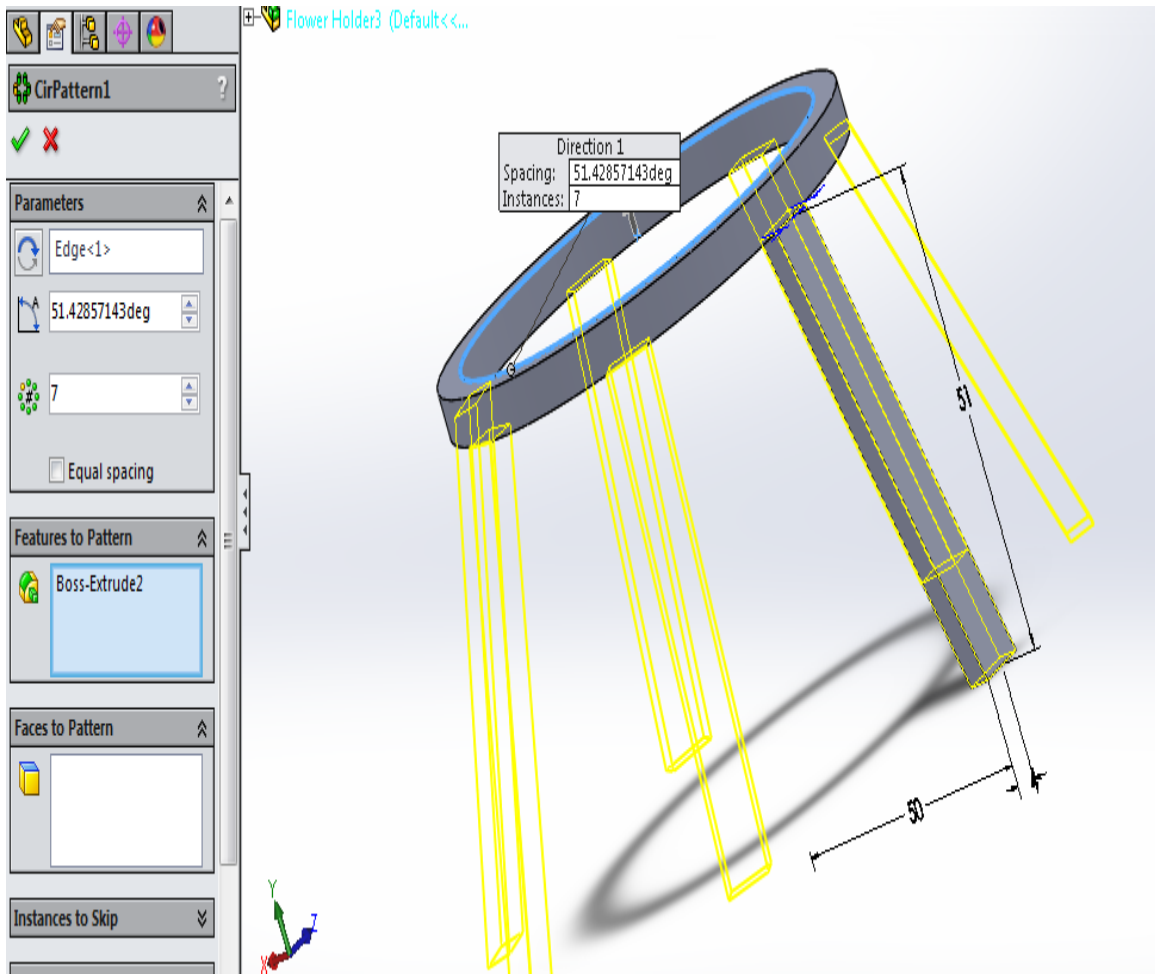 Flower Holder3 (Default<<...
CirPattern1
?
Parameters
Edge<1>
A
51.42857143deg
#
7
Equal spacing
Features to Pattern
Boss-Extrude2
Faces to Pattern
Instances to Skip
Direction 1
Spacing: 51.42857143deg
Instances: 7
51
50
Y
Z
X